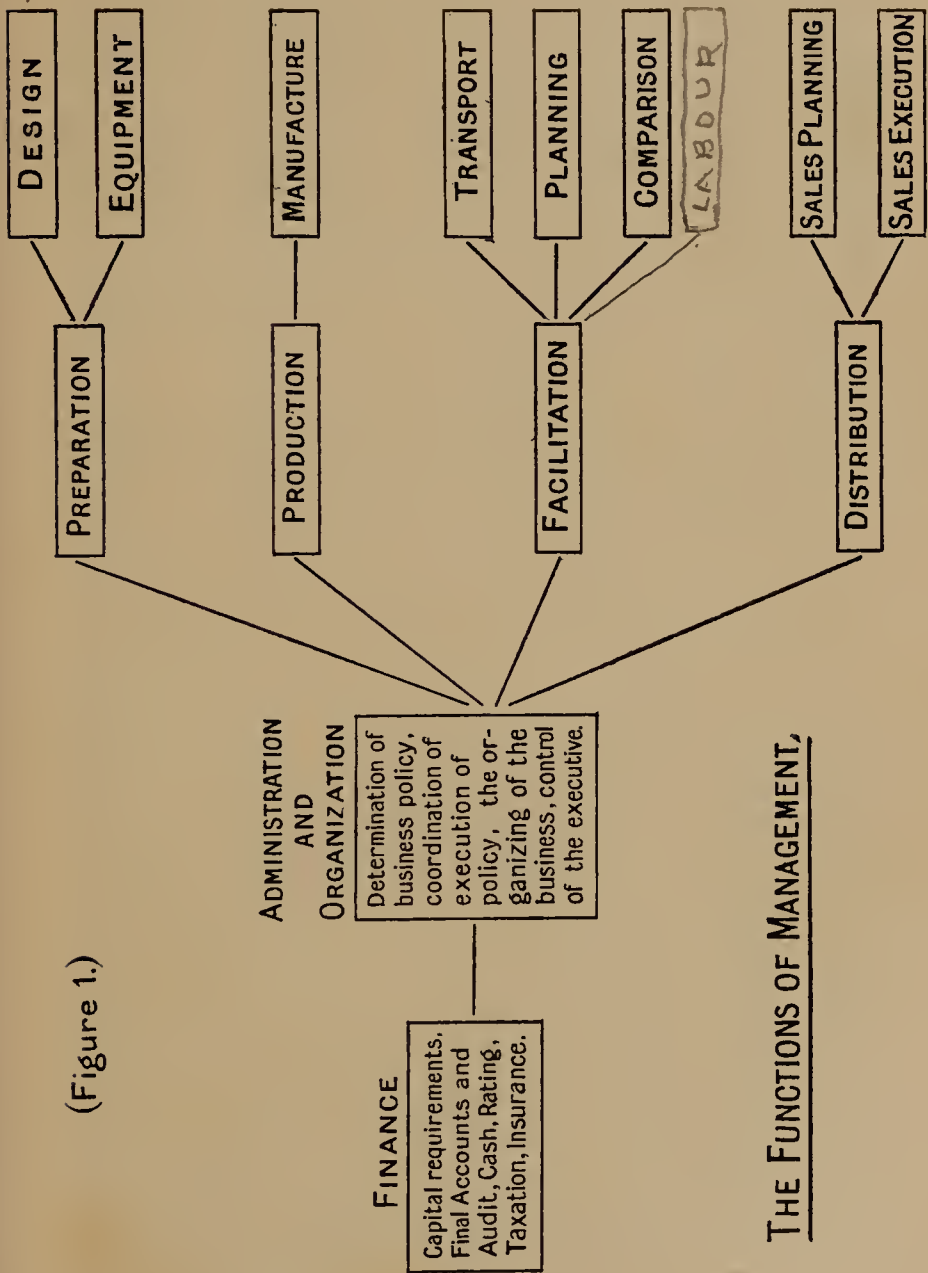 (Figure 1.)
FINANCE
Capital requirements,
Final Accounts and
Audit, Cash, Rating,
Taxation, Insurance.
ADMINISTRATION
AND
ORGANIZATION
Determination of
business policy,
coordination of
execution of
policy, the or-
ganizing of the
business, control
of the executive.
PREPARATION
DESIGN
EQUIPMENT
PRODUCTION
MANUFACTURE
FACILITATION
TRANSPORT
PLANNING
COMPARISON
LABOUR
DISTRIBUTION
SALES PLANNING
SALES EXECUTION
THE FUNCTIONS OF MANAGEMENT,